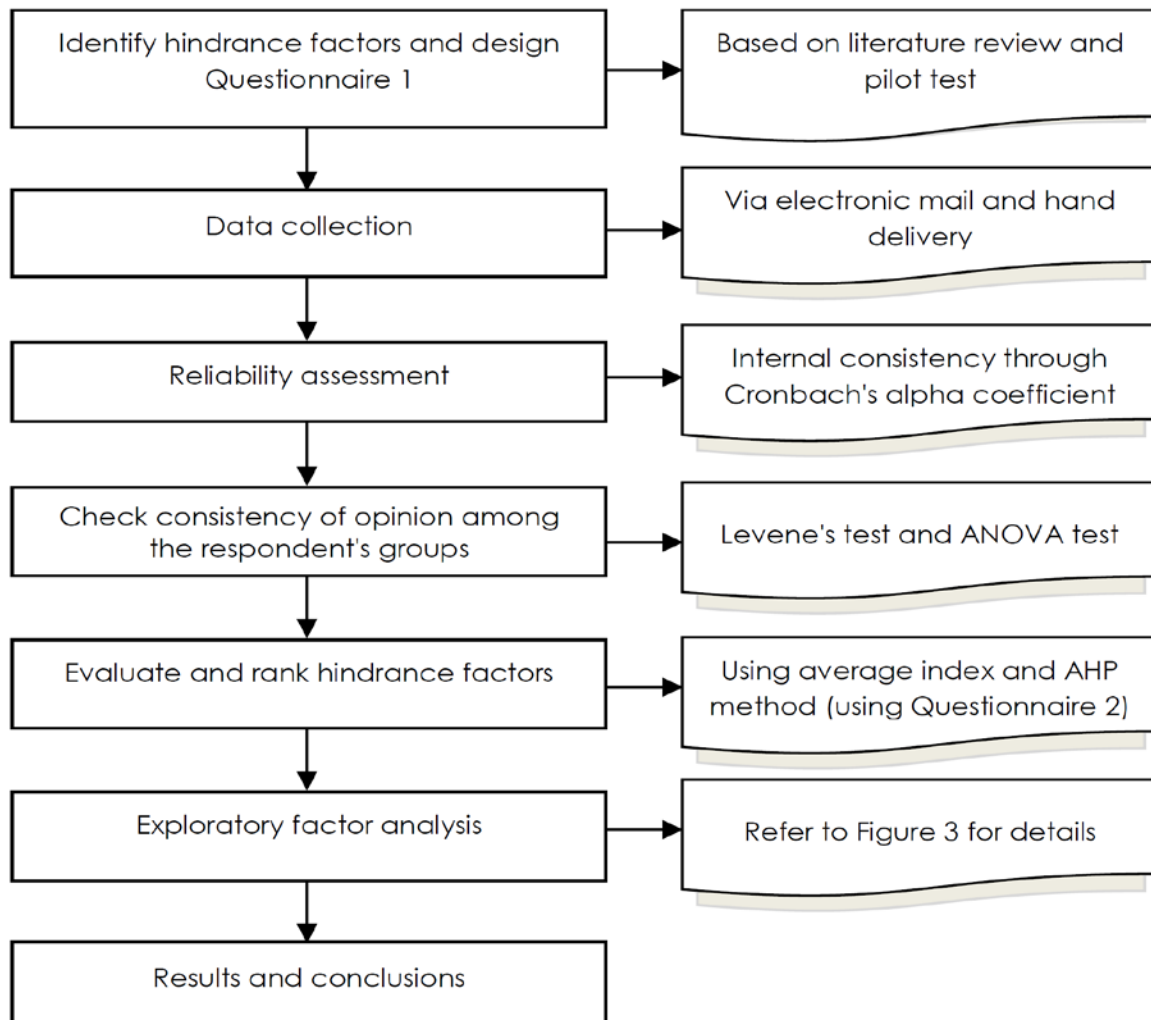 Identify hindrance factors and design
Questionnaire 1
Based on literature review and
pilot test
Data collection
Via electronic mail and hand
delivery
Reliability assessment
Internal consistency through
Cronbach's alpha coefficient
Check consistency of opinion among
the respondent's groups
Levene's test and ANOVA test
Evaluate and rank hindrance factors
Using average index and AHP
method (using Questionnaire 2)
Exploratory factor analysis
Refer to Figure 3 for details
Results and conclusions